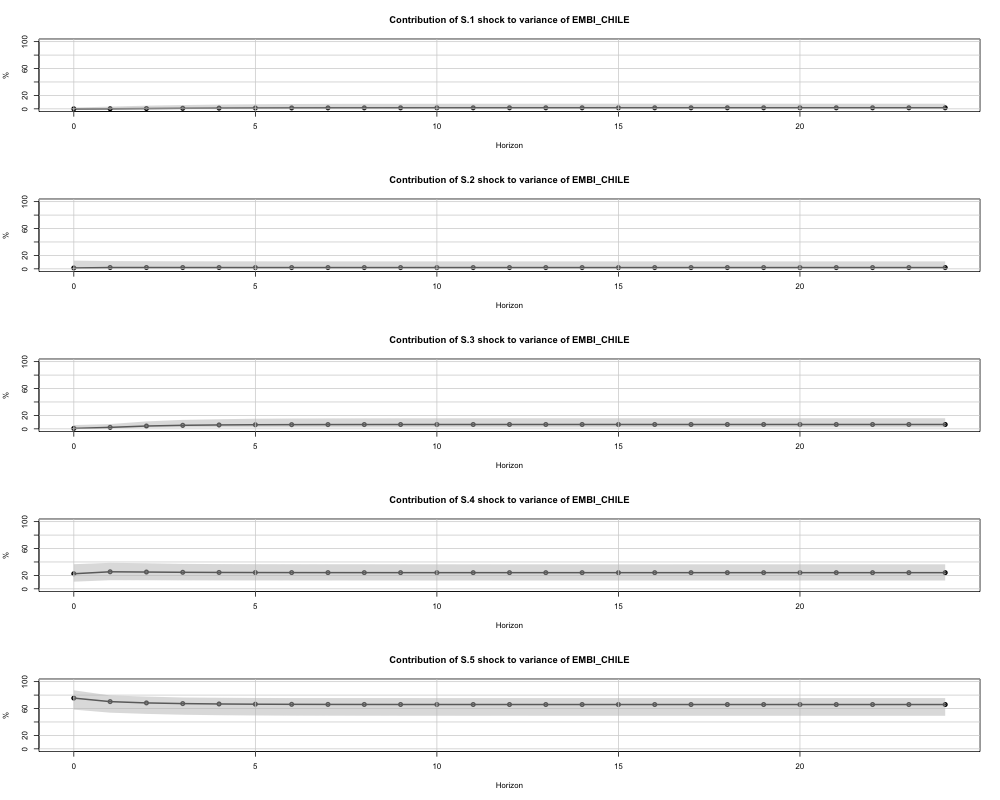 Contribution of S.1 shock to variance of EMBI_CHILE
100
60
20
0
%
0 5 10 15 20
Horizon
Contribution of S.2 shock to variance of EMBI_CHILE
100
60
20
0
%
0 5 10 15 20
Horizon
Contribution of S.3 shock to variance of EMBI_CHILE
100
60
20
0
%
0 5 10 15 20
Horizon
Contribution of S.4 shock to variance of EMBI_CHILE
100
60
20
0
%
0 5 10 15 20
Horizon
Contribution of S.5 shock to variance of EMBI_CHILE
100
60
20
0
%
0 5 10 15 20
Horizon